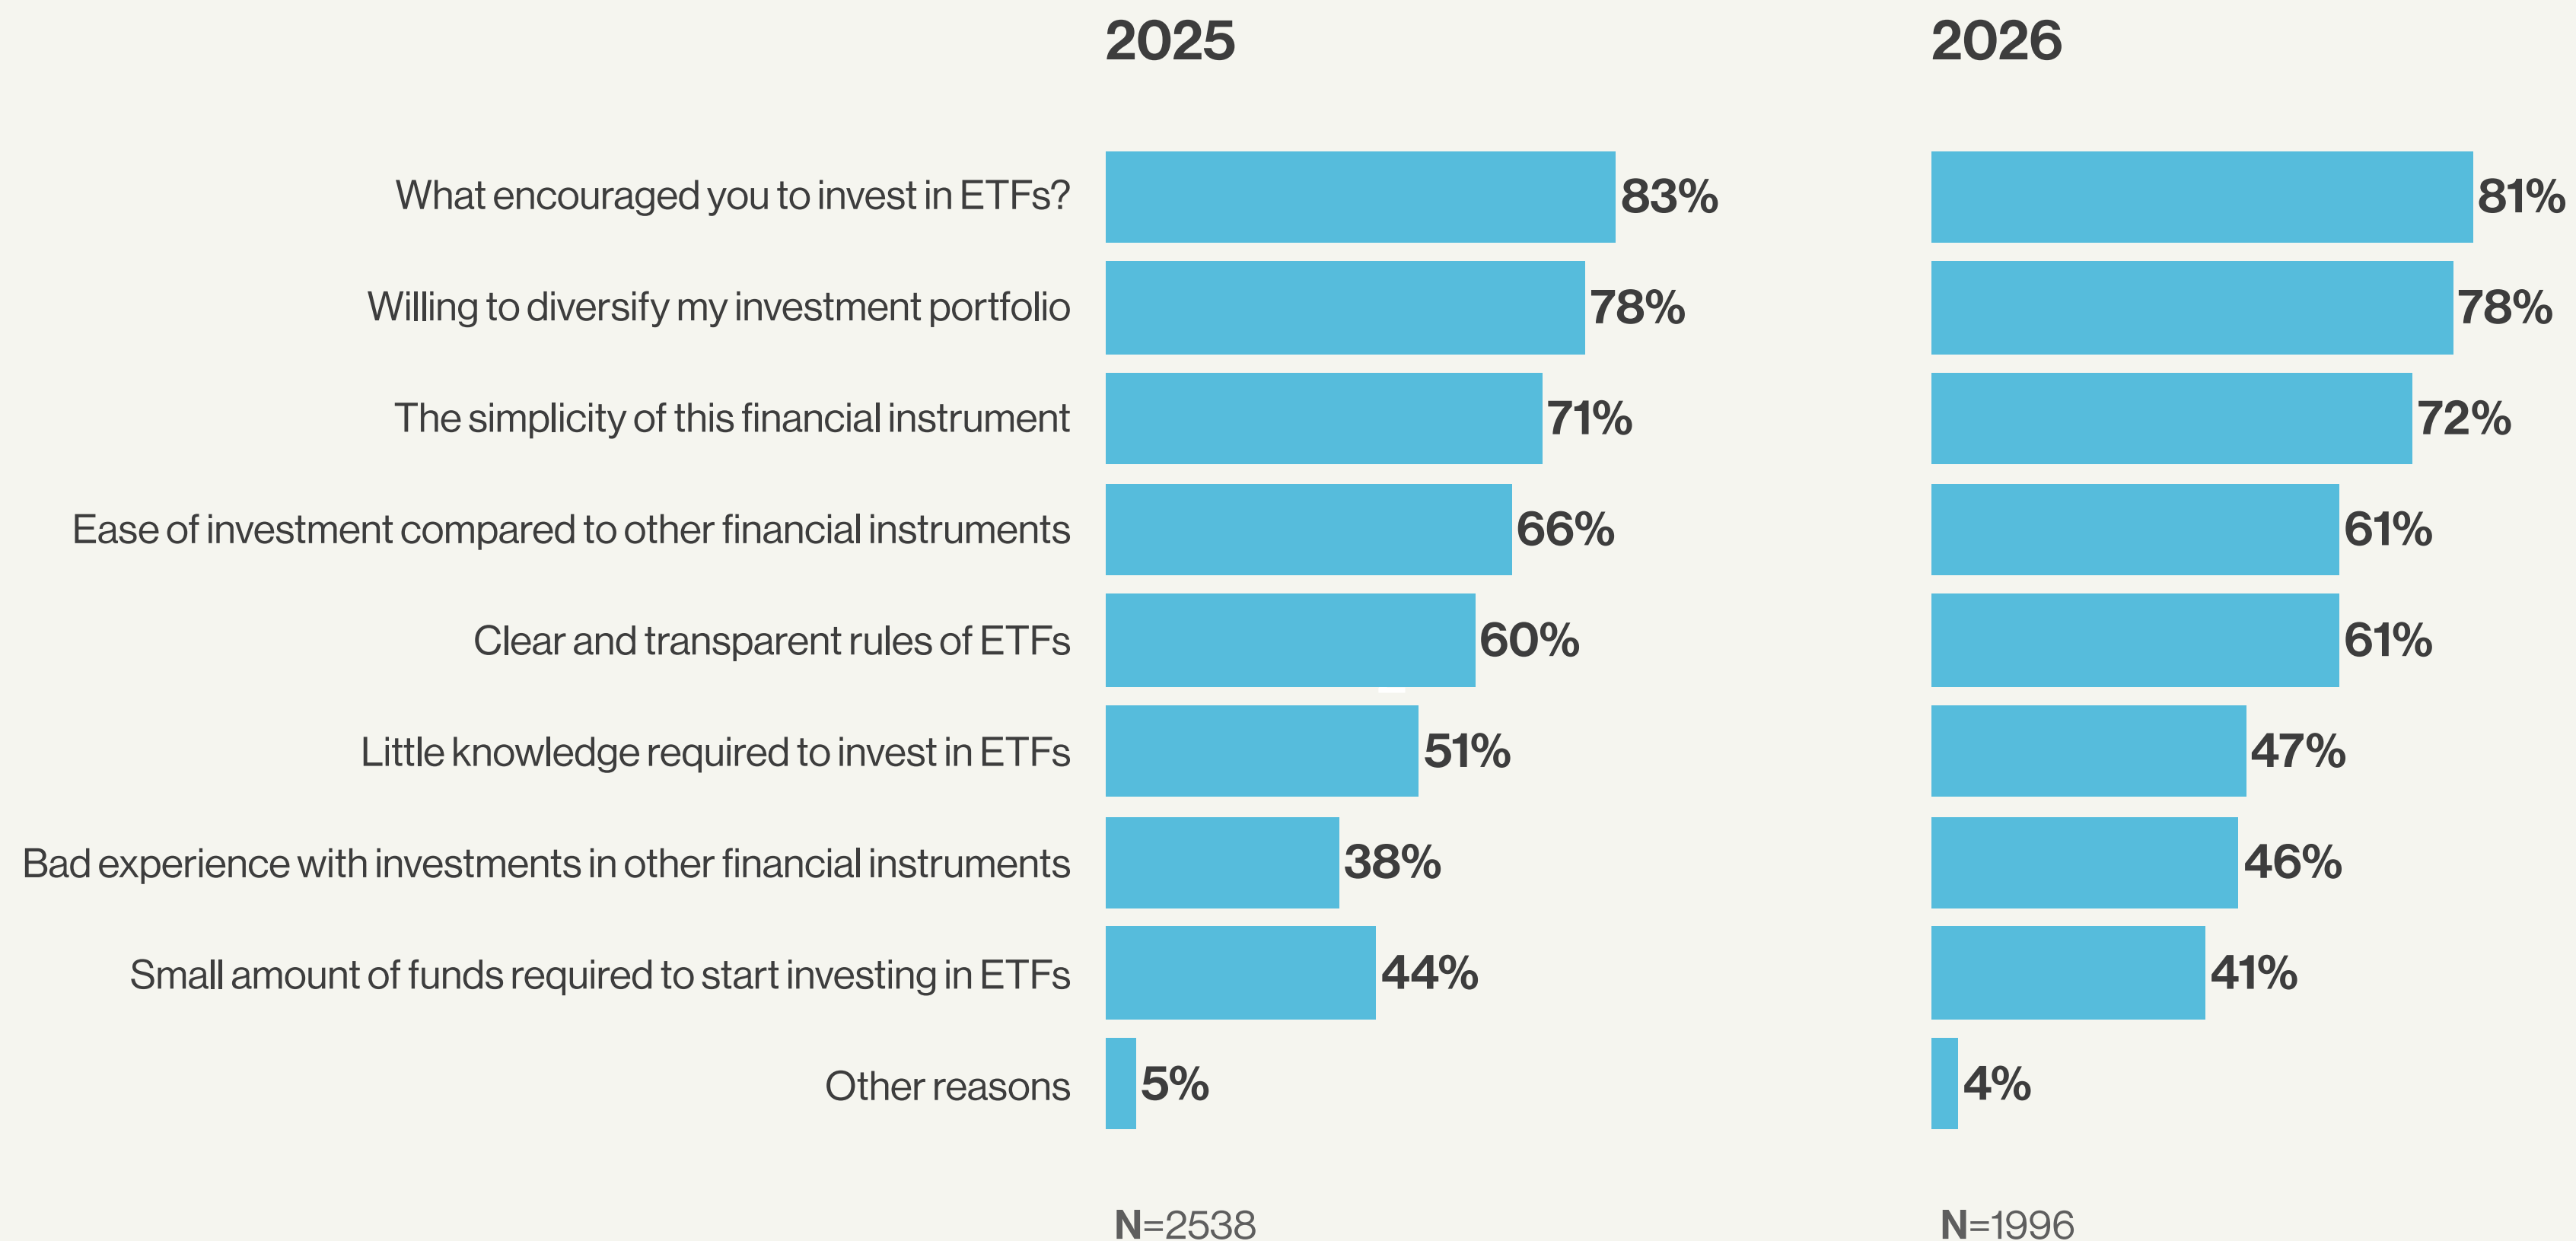 2025 2026
What encouraged you to invest in ETFs? 83% 81%
Willing to diversify my investment portfolio 78% 78%
The simplicity of this financial instrument 71% 72%
Ease of investment compared to other financial instruments 66% 61%
Clear and transparent rules of ETFs 60% 61%
Little knowledge required to invest in ETFs 51% 47%
Bad experience with investments in other financial instruments 38% 46%
Small amount of funds required to start investing in ETFs 44% 41%
Other reasons 5% 4%
N=2538 N=1996